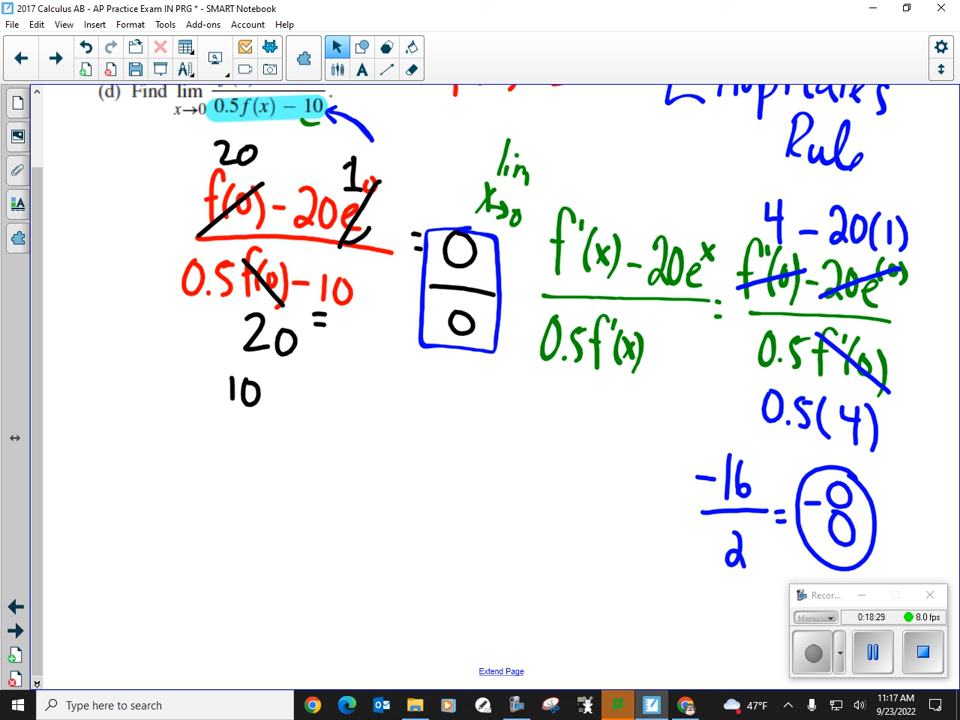 2017 Calculus AB - AP Practice Exam IN PRG * - SMART Notebook
File Edit View Insert Format Tools Add-ons Account Help
(d) Find lim
x→0
0.5 f(x) − 10
Rule
20
1
f(0) - 20e^0
0.5f(0) - 10
20 =
10
=
0
0
lim
x→0
f'(x) - 20e^x
0.5f'(x)
=
4 - 20(1)
f'(0) - 20e^(0)
0.5f'(0)
0.5(4)
-16
2
= -8
Extend Page
Recor...
Menu
0:18:29
8.0 fps
Type here to search
47°F
11:17 AM
9/23/2022